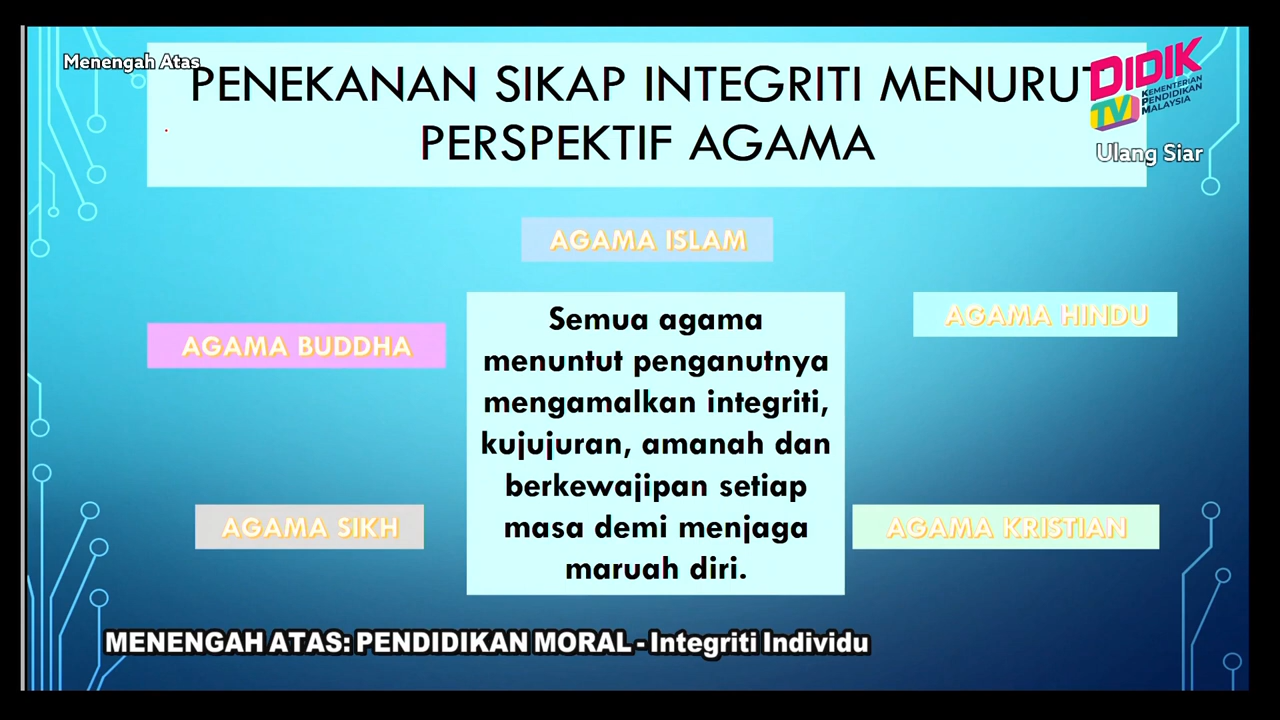 Menengah Atas
PENEKANAN SIKAP INTEGRITI MENURUT
PERSPEKTIF AGAMA
DIDIK
TV
KEMENTERIAN
PENDIDIKAN
MALAYSIA
Ulang Siar
AGAMA ISLAM
AGAMA HINDU
AGAMA BUDDHA
Semua agama
menuntut penganutnya
mengamalkan integriti,
kujujuran, amanah dan
berkewajipan setiap
masa demi menjaga
maruah diri.
AGAMA SIKH
AGAMA KRISTIAN
MENENGAH ATAS: PENDIDIKAN MORAL - Integriti Individu